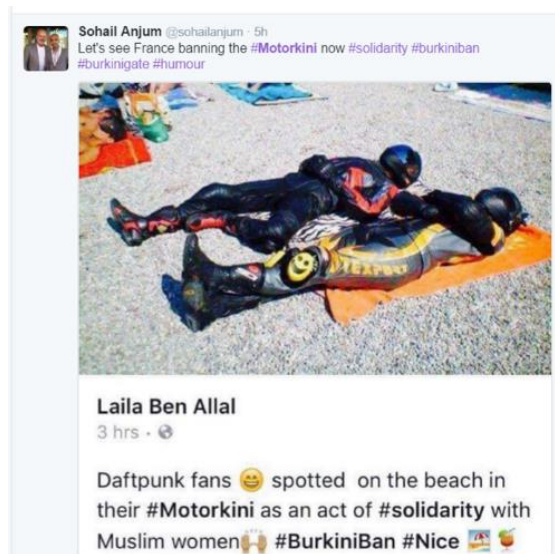 Sohail Anjum @sohailanjum · 5h
Let's see France banning the #Motorkini now #solidarity #burkiniban
#burkinigate #humour
Laila Ben Allal
3 hrs ·
Daftpunk fans 😄 spotted on the beach in
their #Motorkini as an act of #solidarity with
Muslim women🙌🏼 #BurkiniBan #Nice 🏖🍹